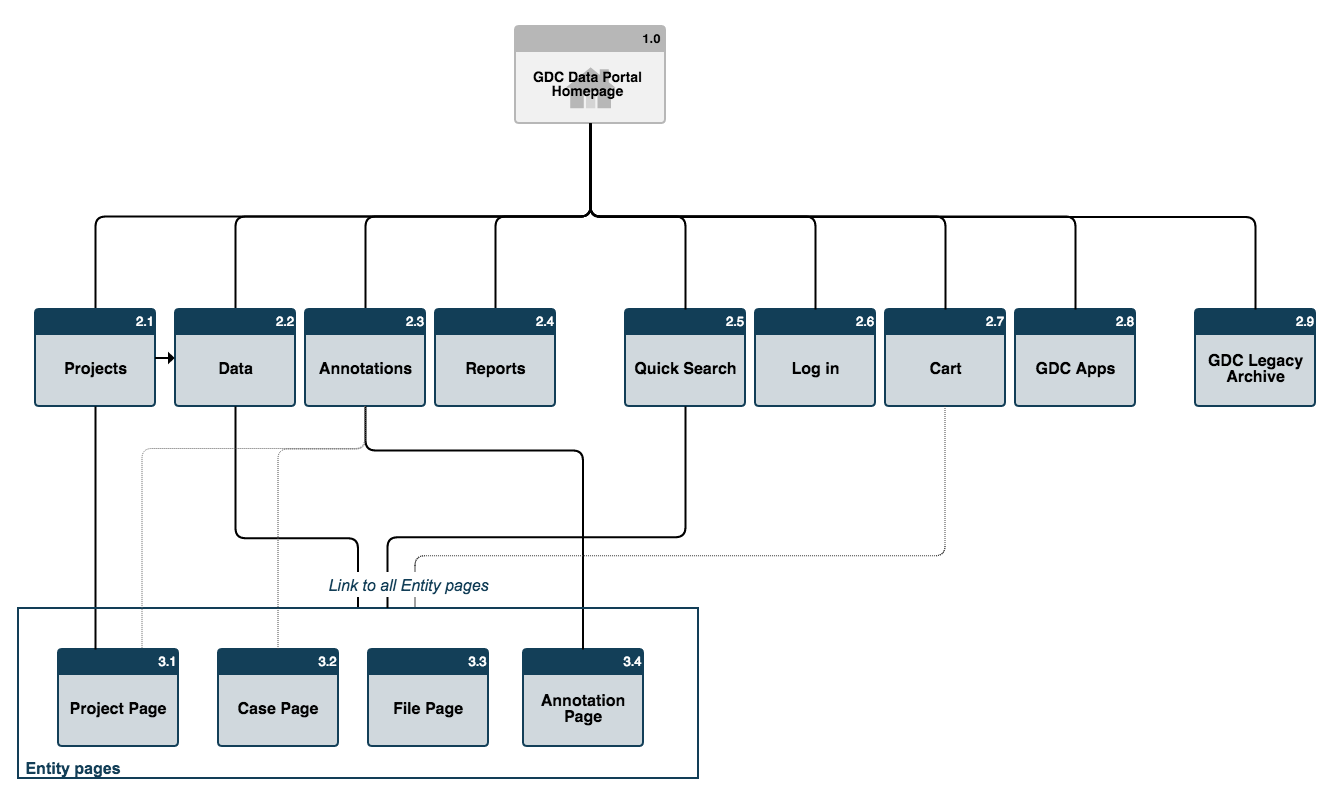 1.0
GDC Data Portal
Homepage
2.1
Projects
2.2
Data
2.3
Annotations
2.4
Reports
2.5
Quick Search
2.6
Log in
2.7
Cart
2.8
GDC Apps
2.9
GDC Legacy
Archive
Link to all Entity pages
3.1
Project Page
3.2
Case Page
3.3
File Page
3.4
Annotation
Page
Entity pages